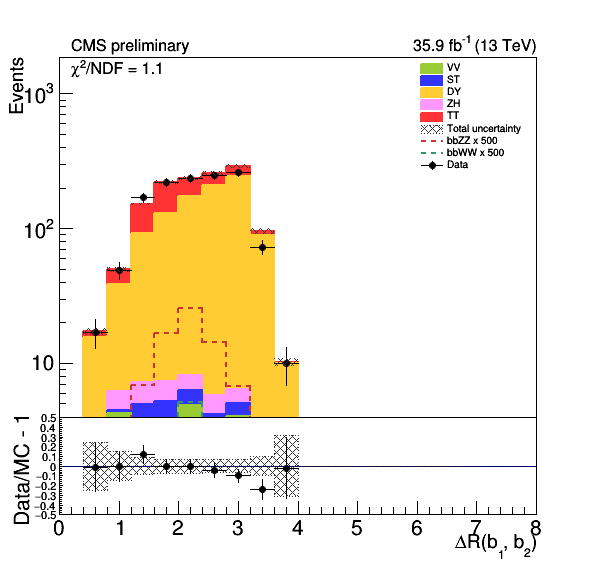 CMS preliminary 35.9 fb⁻¹ (13 TeV)
χ²/NDF = 1.1
Events
VV
ST
DY
ZH
TT
Total uncertainty
bbZZ x 500
bbWW x 500
Data
10³
10²
10
Data/MC - 1
0.5
0.4
0.3
0.2
0.1
0
−0.1
−0.2
−0.3
−0.4
−0.5
0 1 2 3 4 5 6 7 8
ΔR(b₁, b₂)